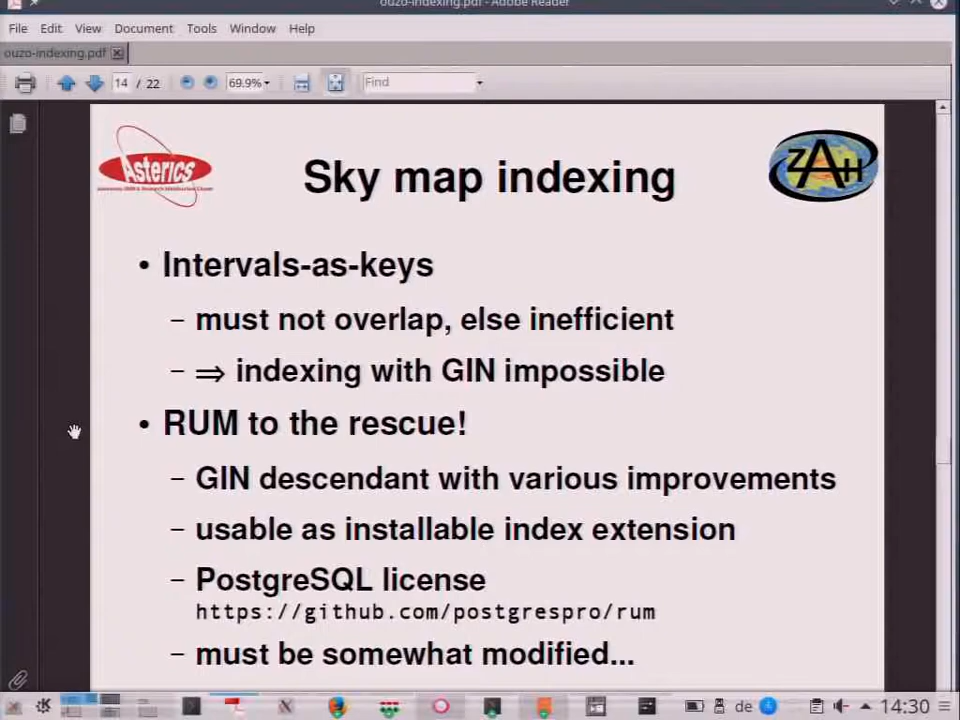 ouzo-indexing.pdf - Adobe Reader
File Edit View Document Tools Window Help
ouzo-indexing.pdf
14 / 22 69.9% Find
Asterics
ZAH
Sky map indexing
• Intervals-as-keys
– must not overlap, else inefficient
– ⇒ indexing with GIN impossible
• RUM to the rescue!
– GIN descendant with various improvements
– usable as installable index extension
– PostgreSQL license
https://github.com/postgrespro/rum
– must be somewhat modified...
de 14:30